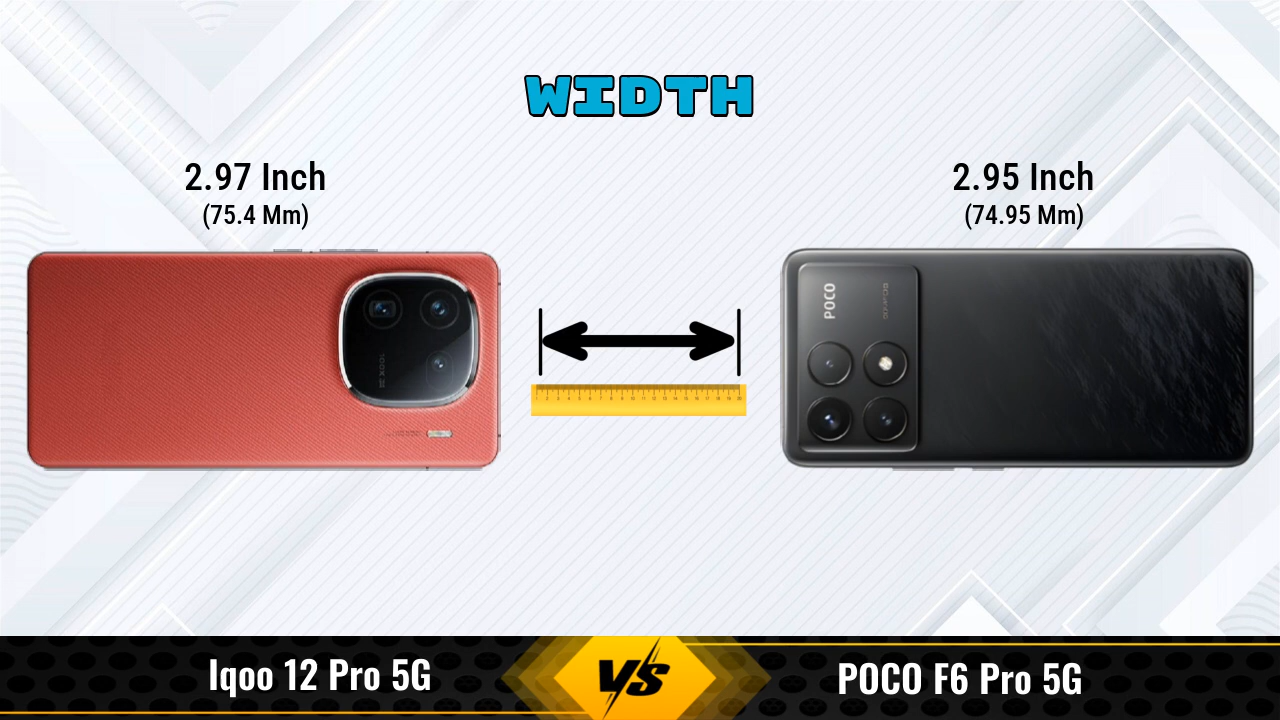 WIDTH
2.97 Inch
(75.4 Mm)
2.95 Inch
(74.95 Mm)
POCO
Iqoo 12 Pro 5G
VS
POCO F6 Pro 5G